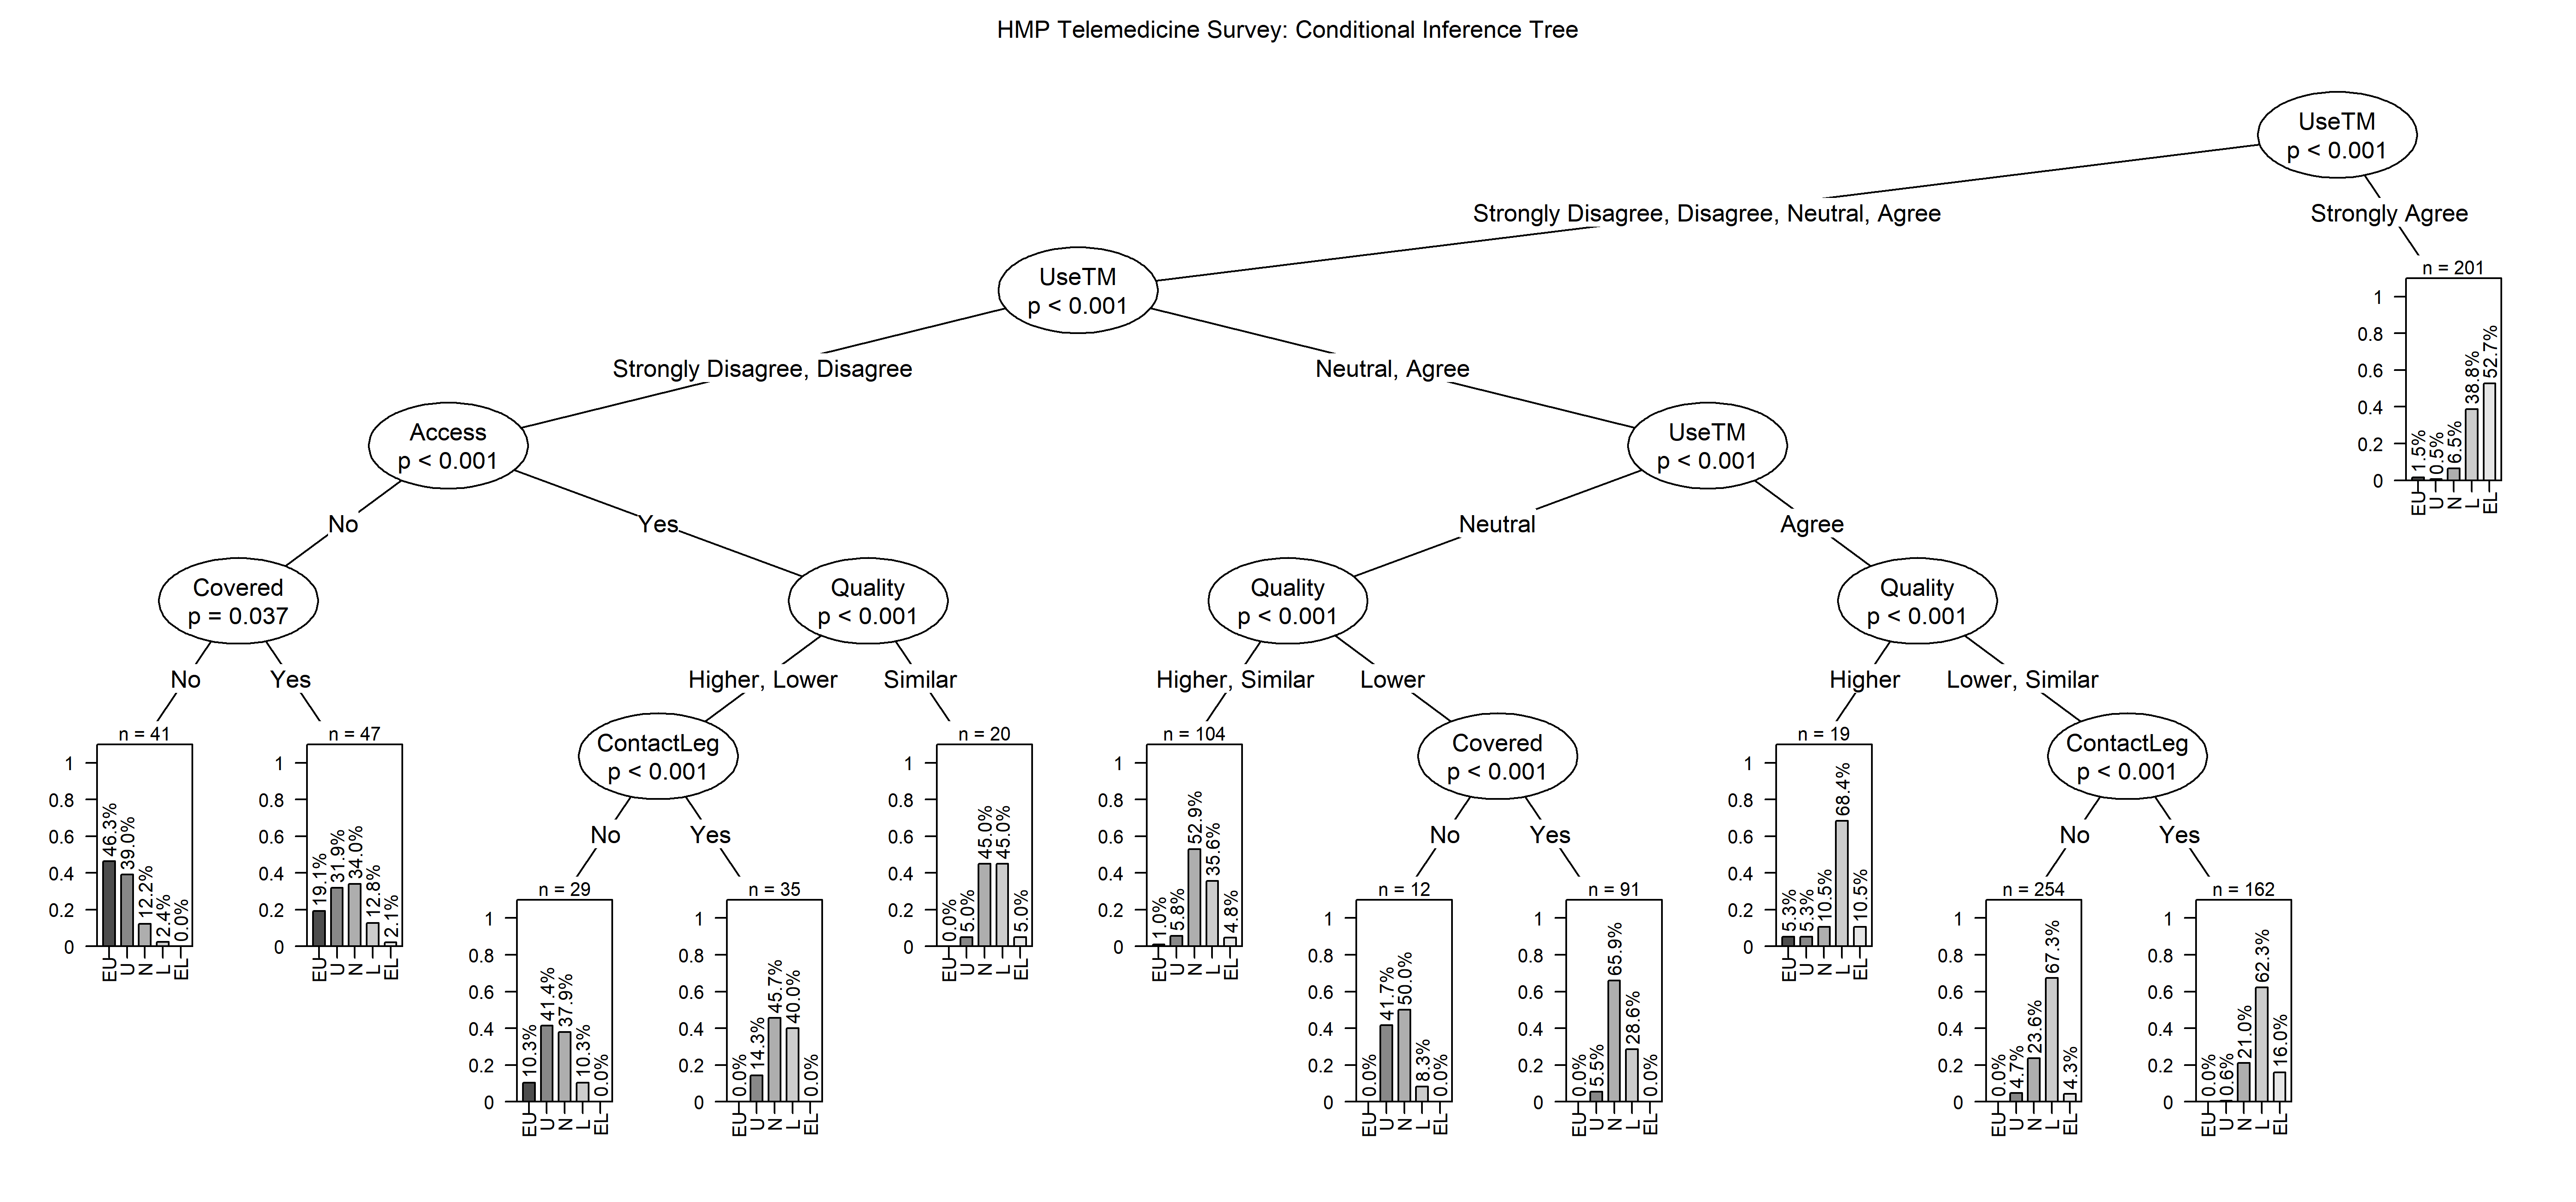 HMP Telemedicine Survey: Conditional Inference Tree
UseTM
p < 0.001
Strongly Disagree, Disagree, Neutral, Agree
Strongly Agree
UseTM
p < 0.001
n = 201
1
0.8
0.6
0.4
0.2
0
1.5%
0.5%
6.5%
38.8%
52.7%
EU
U
N
L
EL
Strongly Disagree, Disagree
Neutral, Agree
Access
p < 0.001
UseTM
p < 0.001
No
Yes
Neutral
Agree
Covered
p = 0.037
Quality
p < 0.001
Quality
p < 0.001
Quality
p < 0.001
No
Yes
Higher, Lower
Similar
Higher, Similar
Lower
Higher
Lower, Similar
n = 41
1
0.8
0.6
0.4
0.2
0
46.3%
39.0%
12.2%
2.4%
0.0%
EU
U
N
L
EL
n = 47
1
0.8
0.6
0.4
0.2
0
19.1%
31.9%
34.0%
12.8%
2.1%
EU
U
N
L
EL
ContactLeg
p < 0.001
No
Yes
n = 29
1
0.8
0.6
0.4
0.2
0
10.3%
41.4%
37.9%
10.3%
0.0%
EU
U
N
L
EL
n = 35
1
0.8
0.6
0.4
0.2
0
0.0%
14.3%
45.7%
40.0%
0.0%
EU
U
N
L
EL
n = 20
1
0.8
0.6
0.4
0.2
0
0.0%
5.0%
45.0%
45.0%
5.0%
EU
U
N
L
EL
n = 104
1
0.8
0.6
0.4
0.2
0
1.0%
5.8%
52.9%
35.6%
4.8%
EU
U
N
L
EL
Covered
p < 0.001
No
Yes
n = 12
1
0.8
0.6
0.4
0.2
0
0.0%
41.7%
50.0%
8.3%
0.0%
EU
U
N
L
EL
n = 91
1
0.8
0.6
0.4
0.2
0
0.0%
5.5%
65.9%
28.6%
0.0%
EU
U
N
L
EL
n = 19
1
0.8
0.6
0.4
0.2
0
5.3%
5.3%
10.5%
68.4%
10.5%
EU
U
N
L
EL
ContactLeg
p < 0.001
No
Yes
n = 254
1
0.8
0.6
0.4
0.2
0
0.0%
4.7%
23.6%
67.3%
4.3%
EU
U
N
L
EL
n = 162
1
0.8
0.6
0.4
0.2
0
0.0%
0.6%
21.0%
62.3%
16.0%
EU
U
N
L
EL